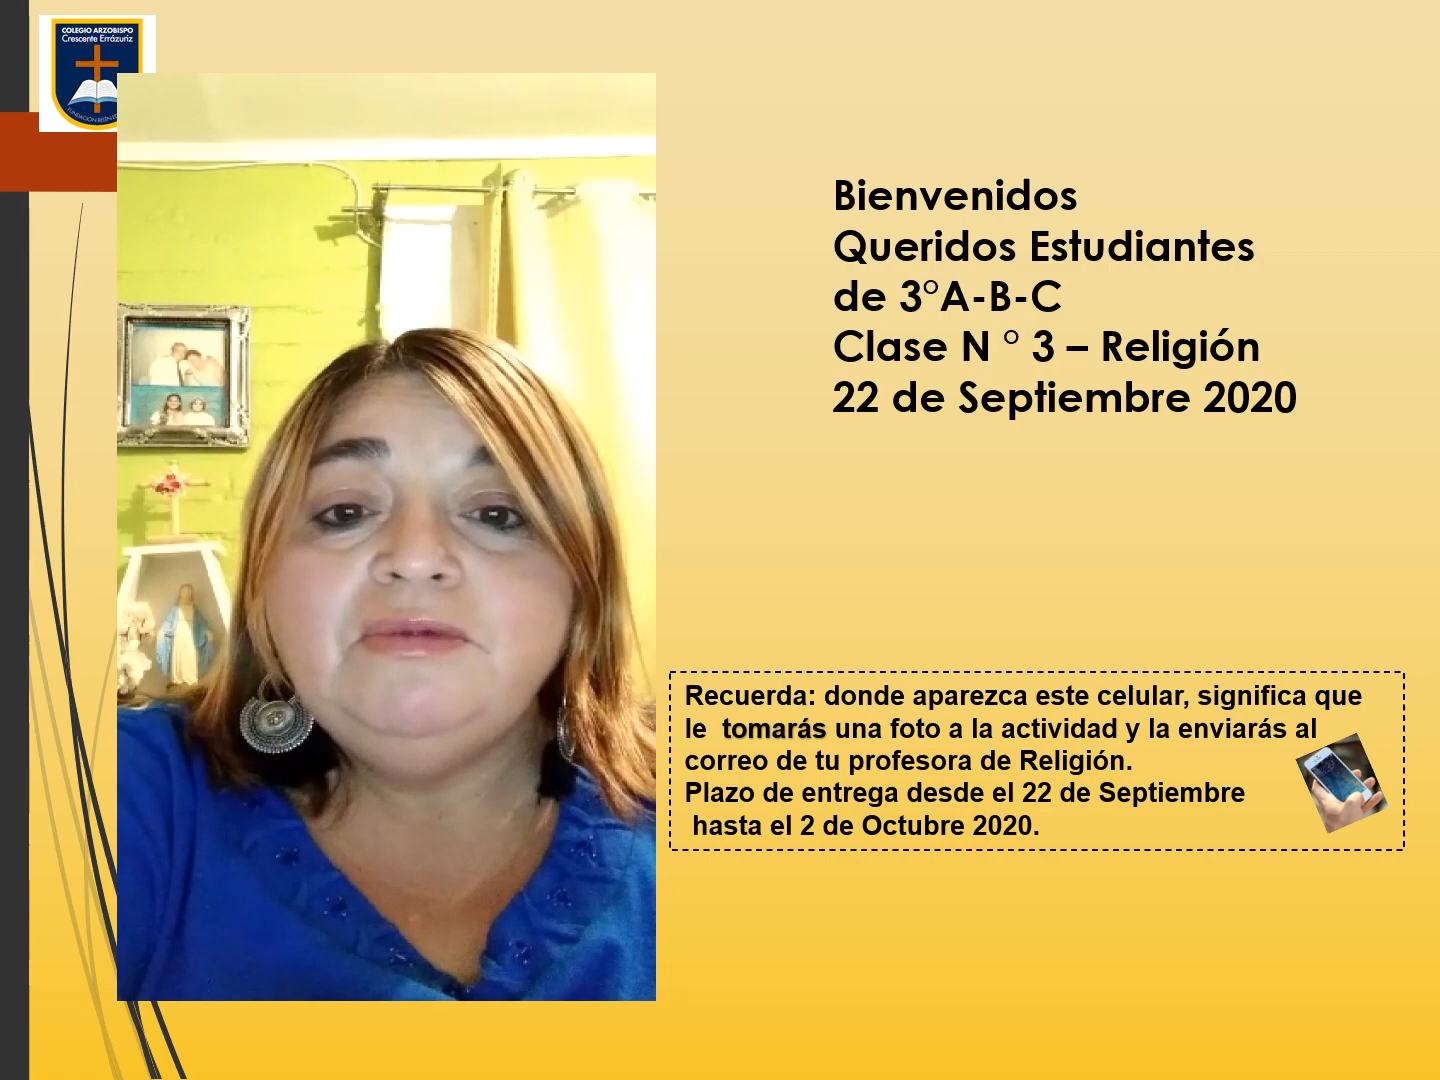 COLEGIO ARZOBISPO
Crescente Errázuriz
Bienvenidos
Queridos Estudiantes
de 3°A-B-C
Clase N ° 3 – Religión
22 de Septiembre 2020
Recuerda: donde aparezca este celular, significa que
le tomarás una foto a la actividad y la enviarás al
correo de tu profesora de Religión.
Plazo de entrega desde el 22 de Septiembre
hasta el 2 de Octubre 2020.